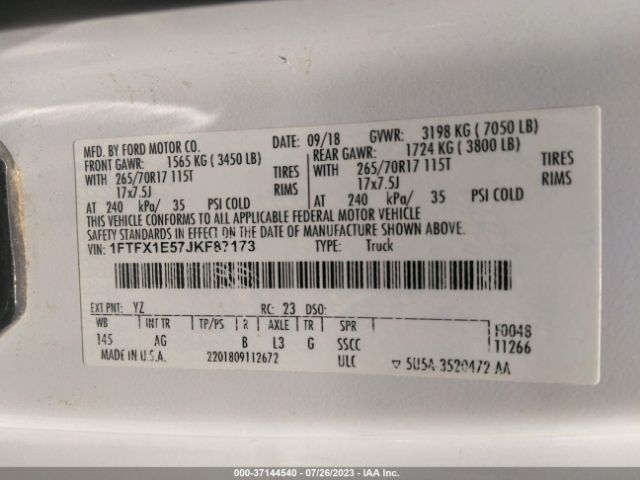 MFD. BY FORD MOTOR CO. DATE: 09/18 GVWR: 3198 KG ( 7050 LB)
FRONT GAWR: 1565 KG ( 3450 LB) REAR GAWR: 1724 KG ( 3800 LB)
WITH 265/70R17 115T TIRES WITH 265/70R17 115T TIRES
17x7.5J RIMS 17x7.5J RIMS
AT 240 kPa/ 35 PSI COLD AT 240 kPa/ 35 PSI COLD
THIS VEHICLE CONFORMS TO ALL APPLICABLE FEDERAL MOTOR VEHICLE
SAFETY STANDARDS IN EFFECT ON THE DATE OF MANUFACTURE SHOWN ABOVE.
VIN: TYPE: Truck
EXT PNT: YZ RC: 23 DSO:
WB INT TR TP/PS R AXLE TR SPR F0048
145 AG B L3 G SSCC T1266
MADE IN U.S.A. 2201809112672 ULC ▽ 5U5A-3520472 AA
000-37144540 / 07/26/2023 - IAA Inc.